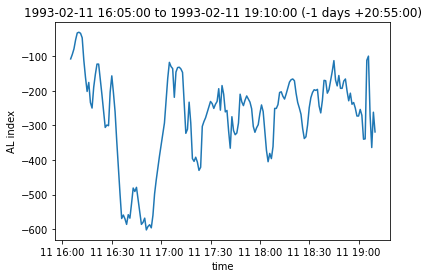 1993-02-11 16:05:00 to 1993-02-11 19:10:00 (-1 days +20:55:00)
−100
−200
−300
−400
−500
−600
AL index
11 16:00 11 16:30 11 17:00 11 17:30 11 18:00 11 18:30 11 19:00
time